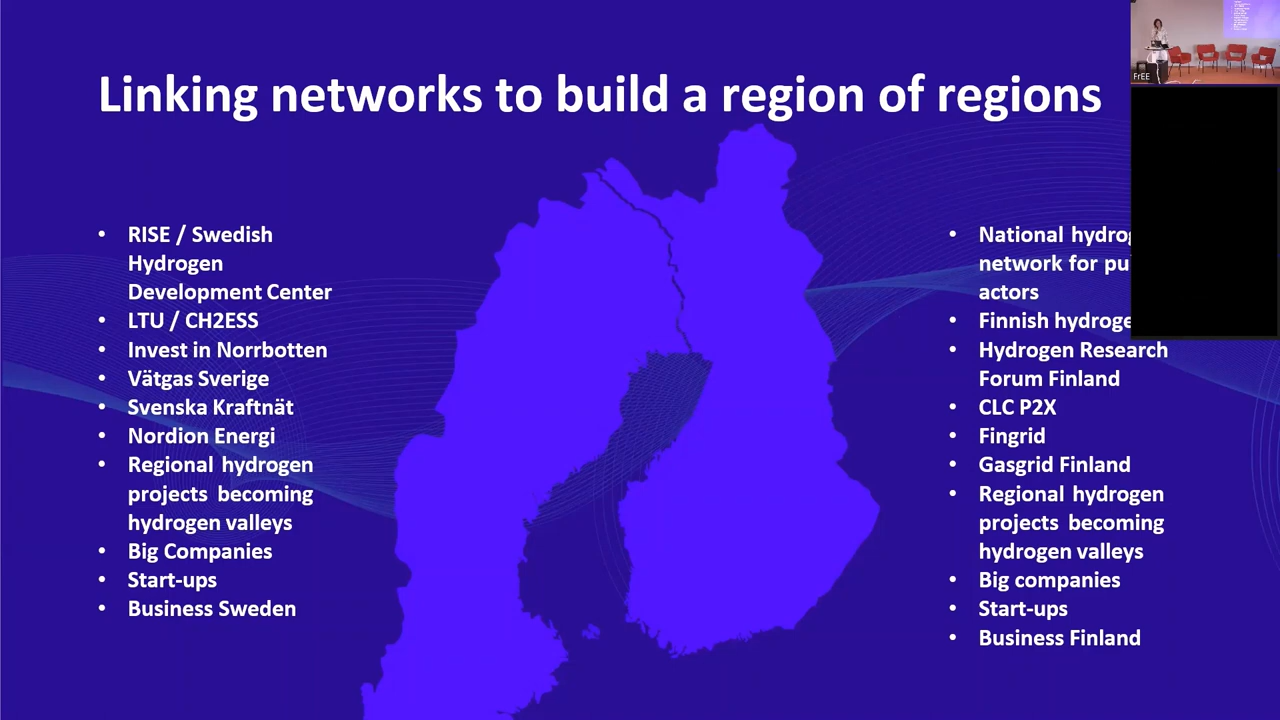 Linking networks to build a region of regions
• RISE / Swedish
Hydrogen
Development Center
• LTU / CH2ESS
• Invest in Norrbotten
• Vätgas Sverige
• Svenska Kraftnät
• Nordion Energi
• Regional hydrogen
projects becoming
hydrogen valleys
• Big Companies
• Start-ups
• Business Sweden
• National
network for
actors
• Finnish
• Hydrogen Research
Forum Finland
• CLC P2X
• Fingrid
• Gasgrid Finland
• Regional hydrogen
projects becoming
hydrogen valleys
• Big companies
• Start-ups
• Business Finland
FrEE